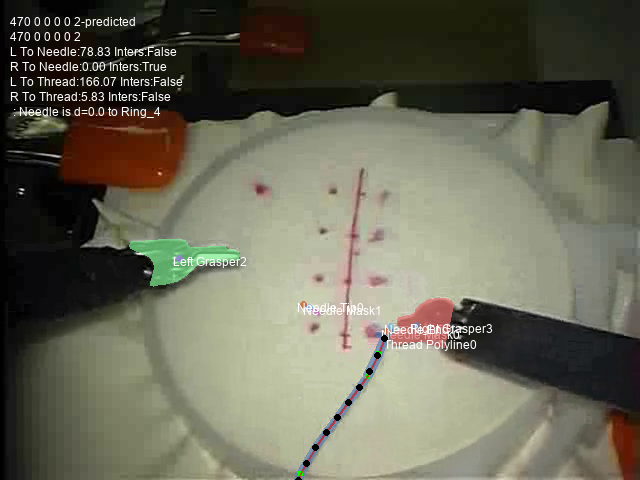 470 0 0 0 0 2-predicted
470 0 0 0 0 2
L To Needle:78.83 Inters:False
R To Needle:0.00 Inters:True
L To Thread:166.07 Inters:False
R To Thread:5.83 Inters:False
: Needle is d=0.0 to Ring_4
Left Grasper2
Needle Tip0
Needle Mask1
Right Grasper3
Thread Polyline0